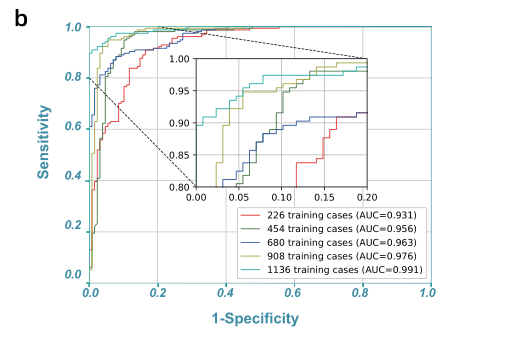 b
1.0
0.8
0.6
0.4
0.2
0.0
Sensitivity
1.00
0.95
0.90
0.85
0.80
0.00 0.05 0.10 0.15 0.20
226 training cases (AUC=0.931)
454 training cases (AUC=0.956)
680 training cases (AUC=0.963)
908 training cases (AUC=0.976)
1136 training cases (AUC=0.991)
0.0 0.2 0.4 0.6 0.8 1.0
1-Specificity